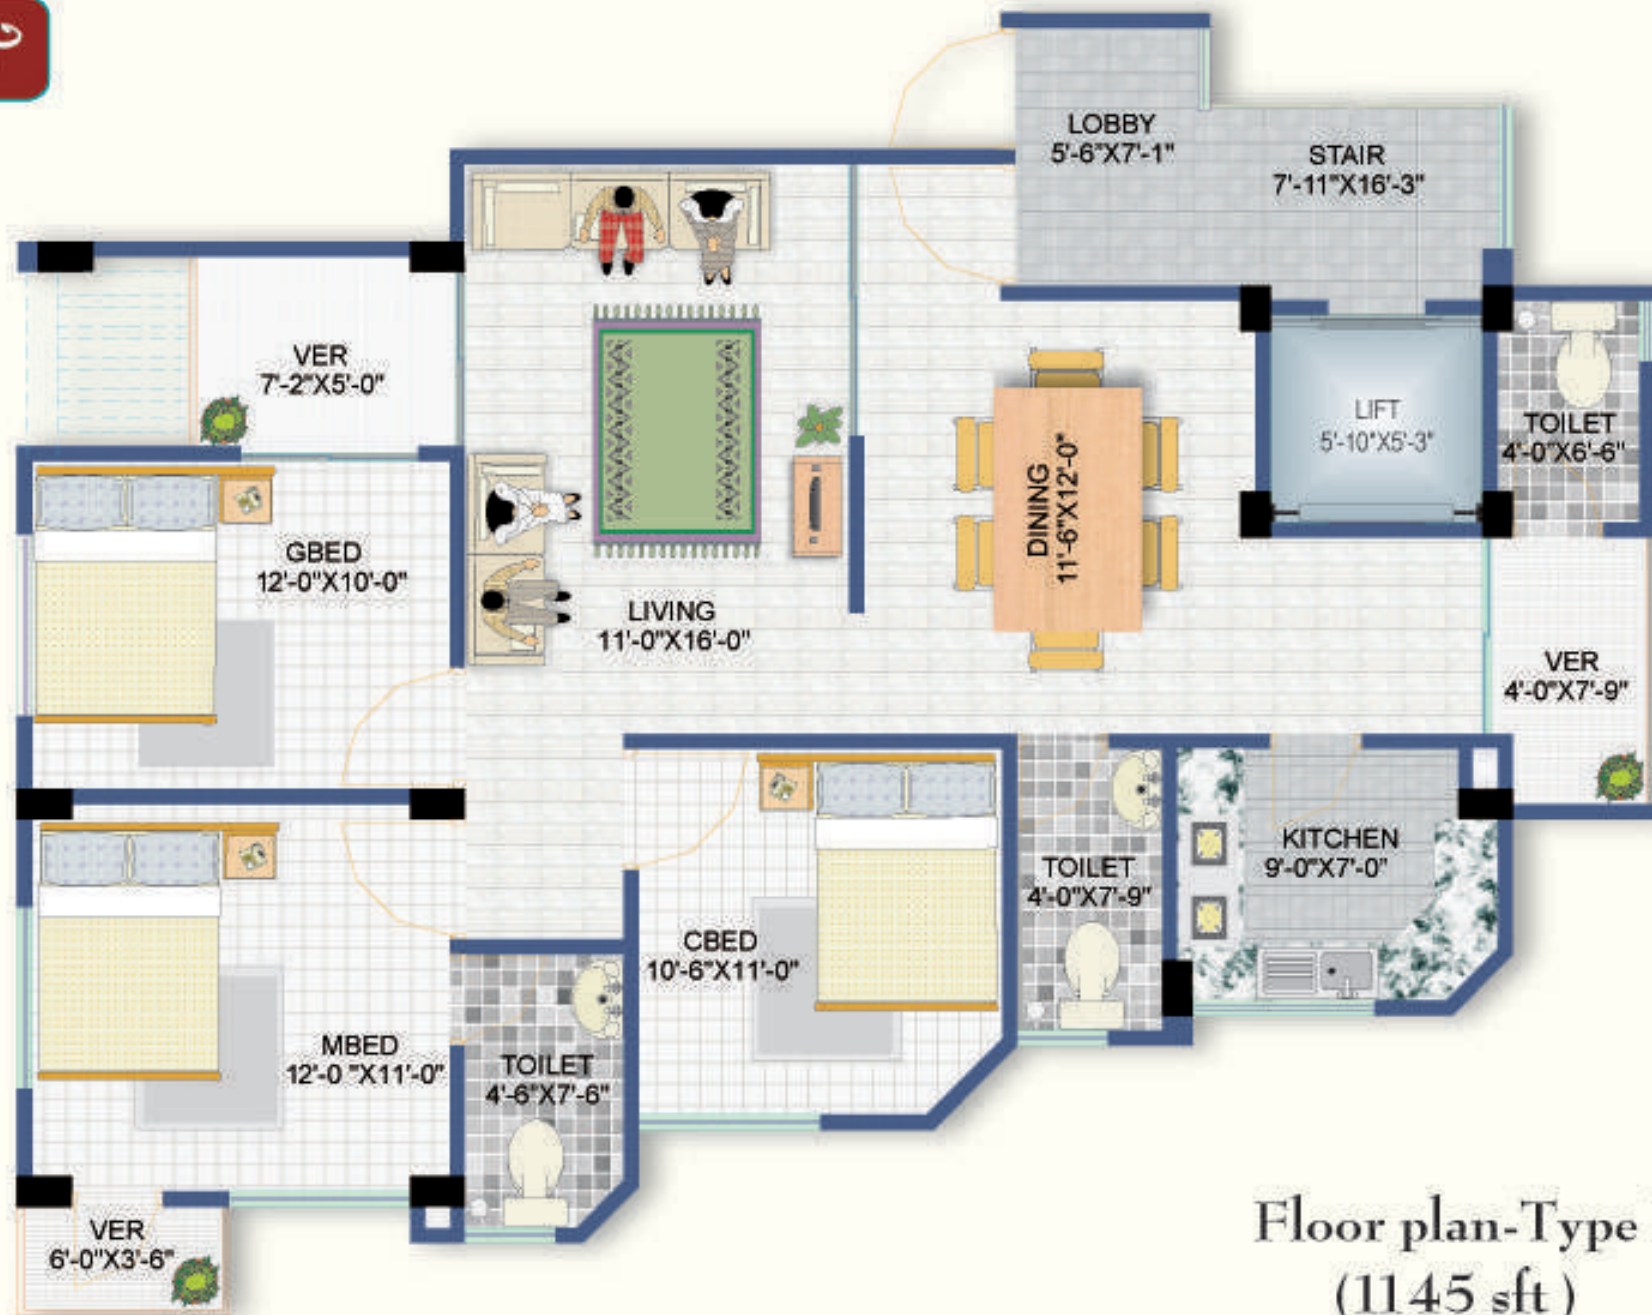 LOBBY
5'-6"X7'-1"
STAIR
7'-11"X16'-3"
VER
7'-2"X5'-0"
LIFT
5'-10"X5'-3"
TOILET
4'-0"X6'-6"
DINING
11'-6"X12'-0"
GBED
12'-0"X10'-0"
LIVING
11'-0"X16'-0"
VER
4'-0"X7'-9"
KITCHEN
9'-0"X7'-0"
TOILET
4'-0"X7'-9"
CBED
10'-6"X11'-0"
MBED
12'-0 "X11'-0"
TOILET
4'-6"X7'-6"
VER
6'-0"X3'-6"
Floor plan-Type
(1145 sft )